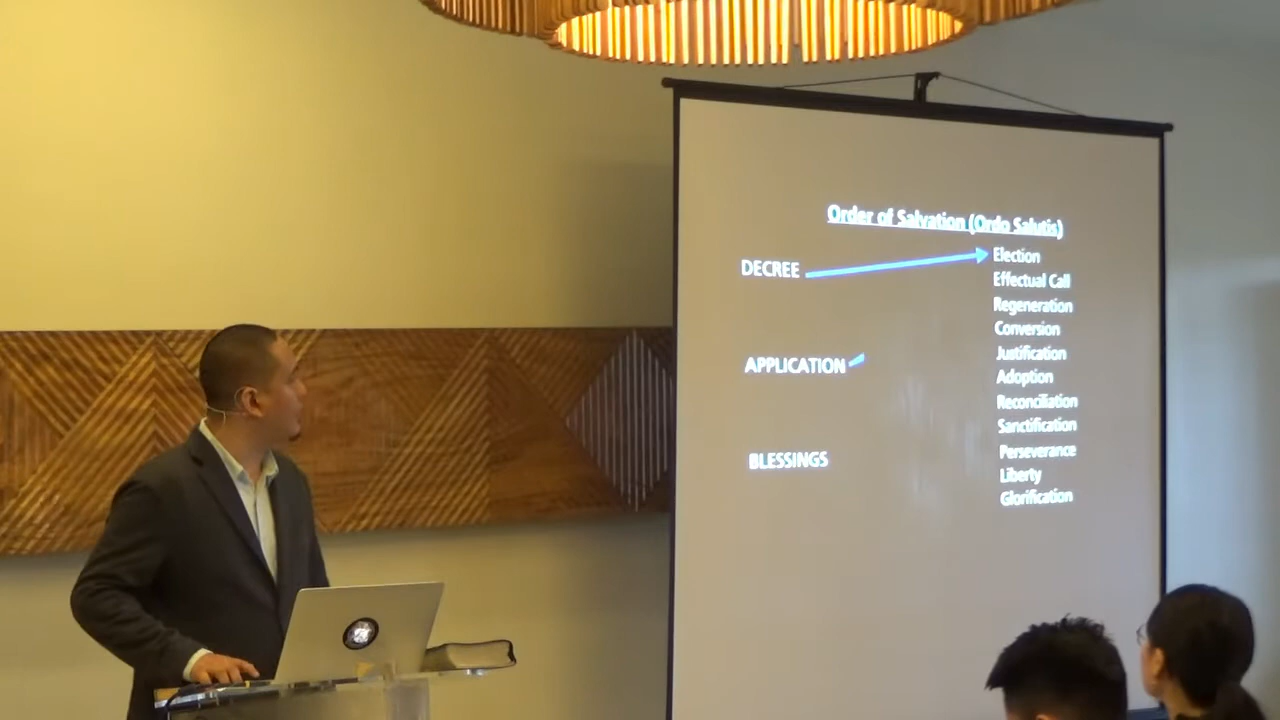 Order of Salvation (Ordo Salutis)
DECREE
Election
Effectual Call
Regeneration
Conversion
Justification
APPLICATION
Adoption
Reconciliation
Sanctification
Perseverance
BLESSINGS
Liberty
Glorification